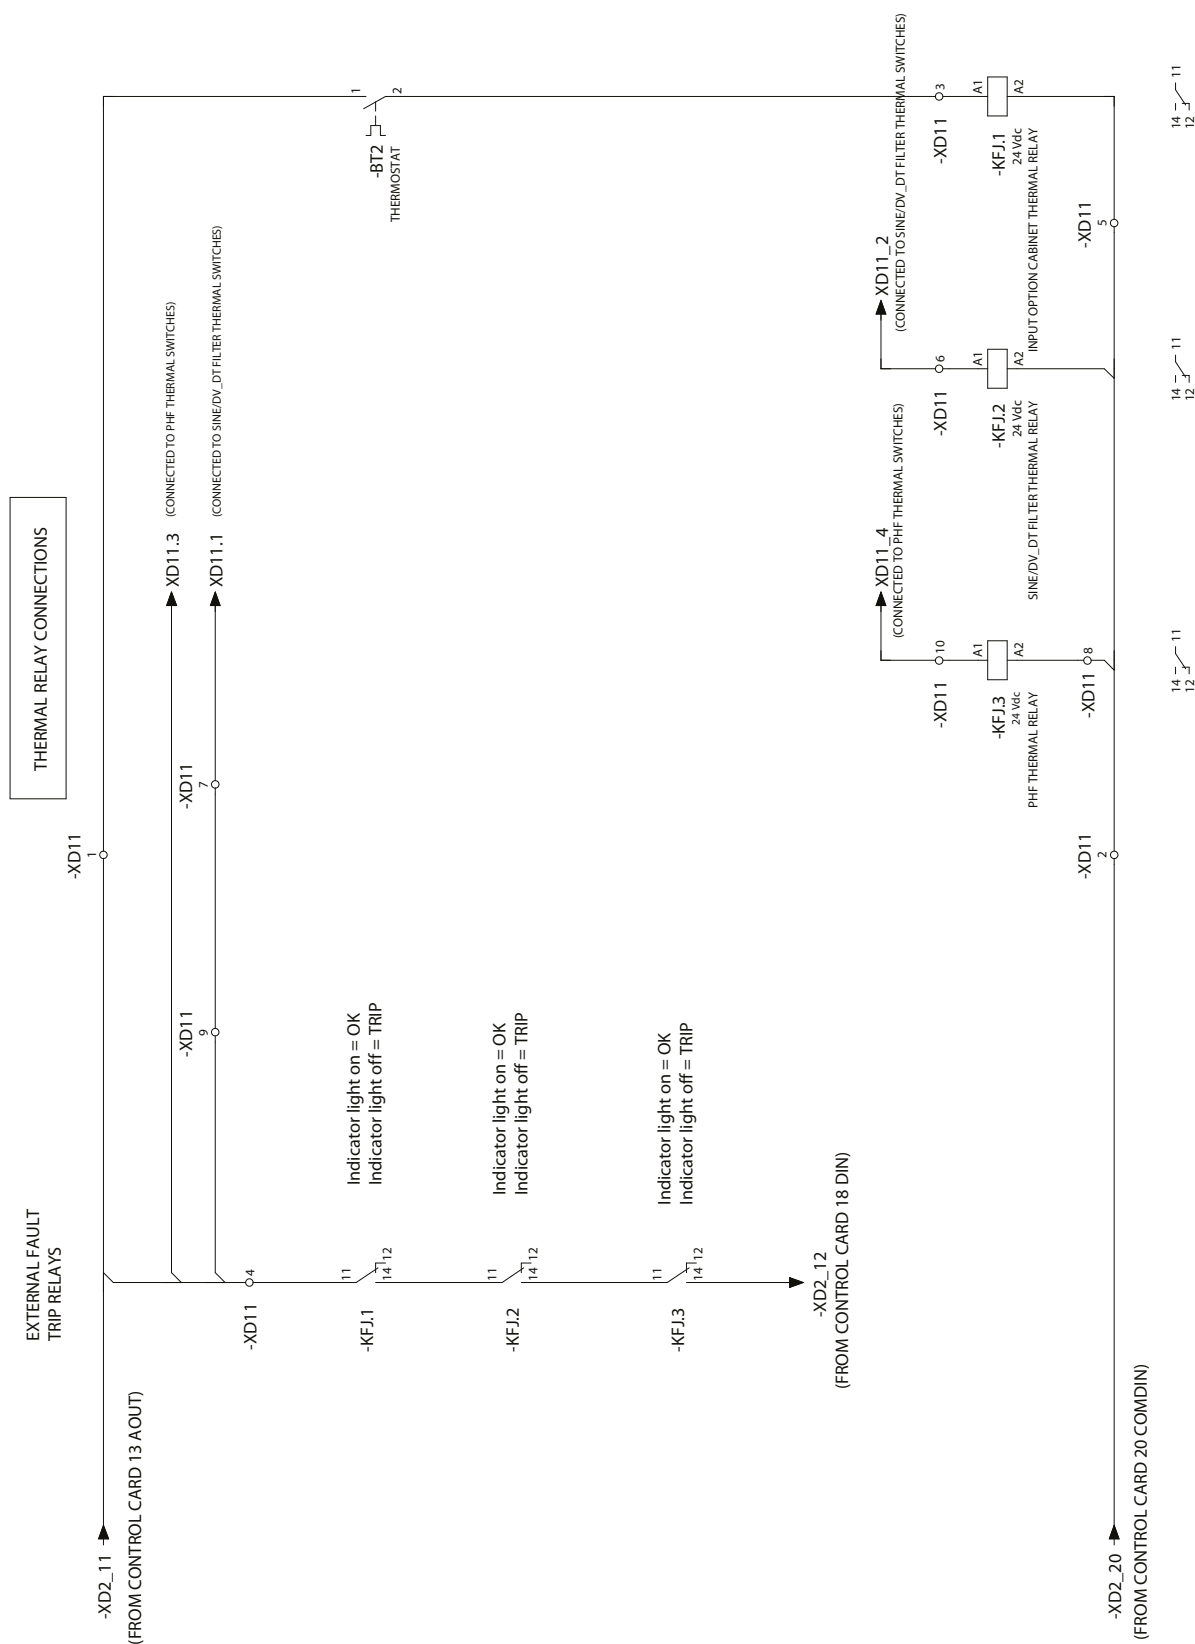 THERMAL RELAY CONNECTIONS
EXTERNAL FAULT
TRIP RELAYS
-XD2_11
(FROM CONTROL CARD 13 AOUT)
-XD11
1
XD11.3
(CONNECTED TO PHF THERMAL SWITCHES)
-XD11
9
-XD11
7
XD11.1
(CONNECTED TO SINE/DV_DT FILTER THERMAL SWITCHES)
-XD11
4
-KFJ.1
11
14
12
Indicator light on = OK
Indicator light off = TRIP
1
2
-BT2
THERMOSTAT
-KFJ.2
11
14
12
Indicator light on = OK
Indicator light off = TRIP
-KFJ.3
11
14
12
Indicator light on = OK
Indicator light off = TRIP
-XD2_12
(FROM CONTROL CARD 18 DIN)
XD11_4
(CONNECTED TO PHF THERMAL SWITCHES)
XD11_2
(CONNECTED TO SINE/DV_DT FILTER THERMAL SWITCHES)
-XD11
10
-XD11
6
-XD11
3
A1
A2
-KFJ.3
24 Vdc
PHF THERMAL RELAY
A1
A2
-KFJ.2
24 Vdc
SINE/DV_DT FILTER THERMAL RELAY
A1
A2
-KFJ.1
24 Vdc
INPUT OPTION CABINET THERMAL RELAY
-XD11
8
-XD2_20
(FROM CONTROL CARD 20 COMDIN)
-XD11
2
-XD11
5
14
12
11
14
12
11
14
12
11